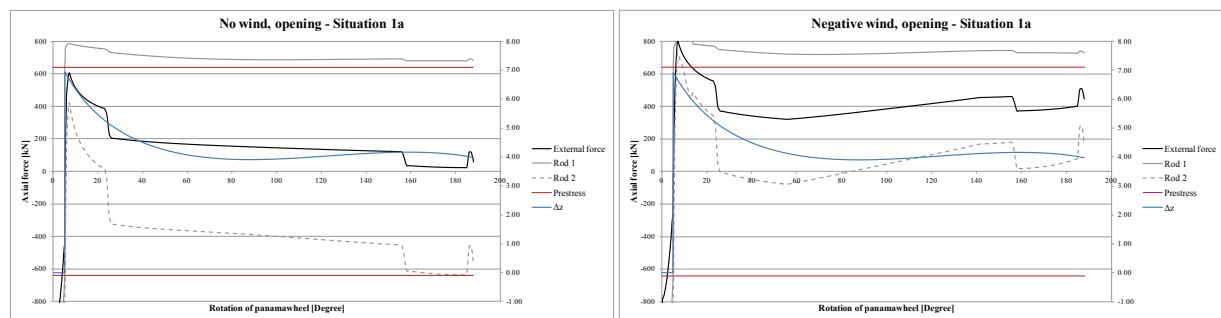 No wind, opening - Situation 1a
Axial force [kN]
800
600
400
200
0
-200
-400
-600
-800
8.00
7.00
6.00
5.00
4.00
3.00
2.00
1.00
0.00
-1.00
0 20 40 60 80 100 120 140 160 180 200
Rotation of panamawheel [Degree]
External force
Rod 1
Rod 2
Prestress
Δz
Negative wind, opening - Situation 1a
Axial force [kN]
800
600
400
200
0
-200
-400
-600
-800
8.00
7.00
6.00
5.00
4.00
3.00
2.00
1.00
0.00
-1.00
0 20 40 60 80 100 120 140 160 180 200
Rotation of panamawheel [Degree]
External force
Rod 1
Rod 2
Prestress
Δz